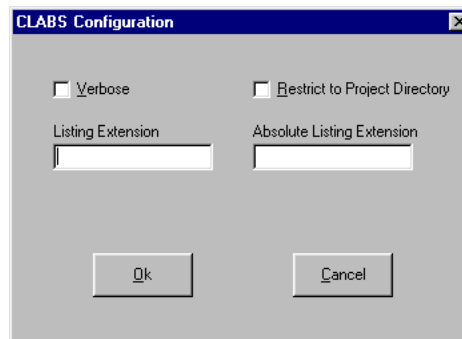 CLABS Configuration
Verbose
Restrict to Project Directory
Listing Extension
Absolute Listing Extension
Ok
Cancel